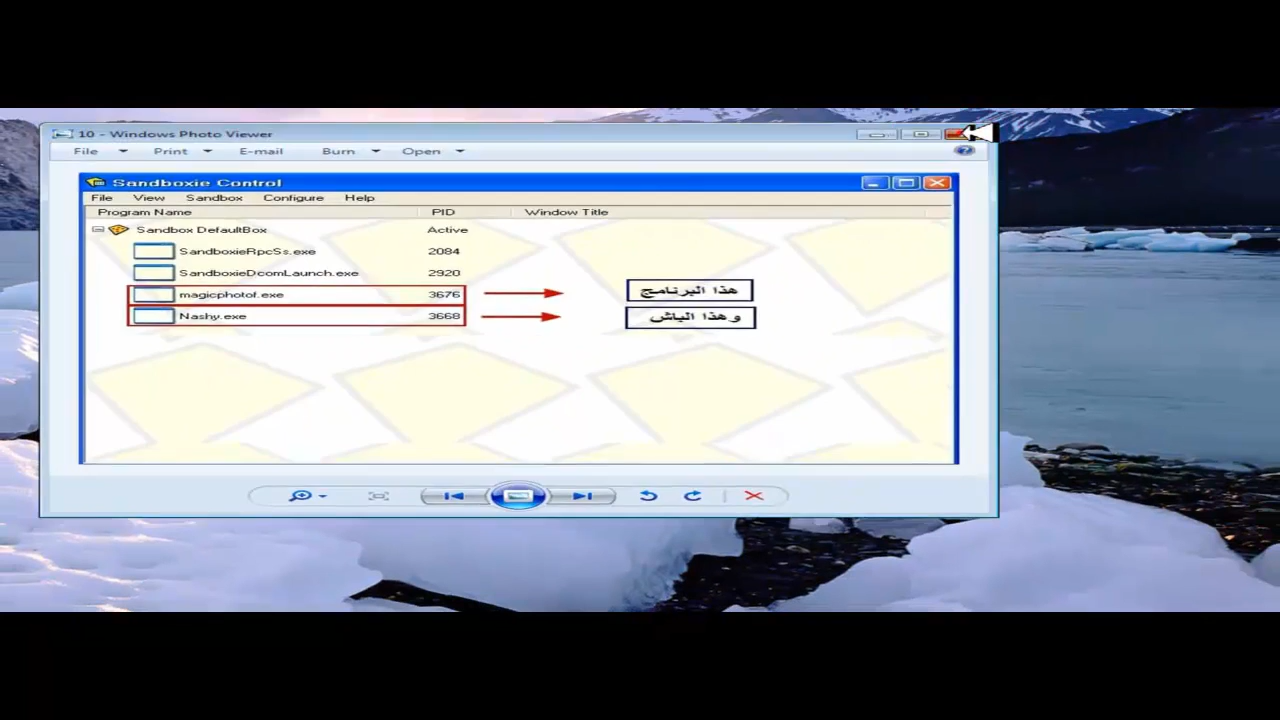 10 - Windows Photo Viewer
File Print E-mail Burn Open
Sandboxie Control
File View Sandbox Configure Help
Program Name PID Window Title
Sandbox DefaultBox Active
SandboxieRpcSs.exe 2084
SandboxieDcomLaunch.exe 2920
magicphotof.exe 3676 هذا البرنامج
Nashy.exe 3668 وهذا الباتش